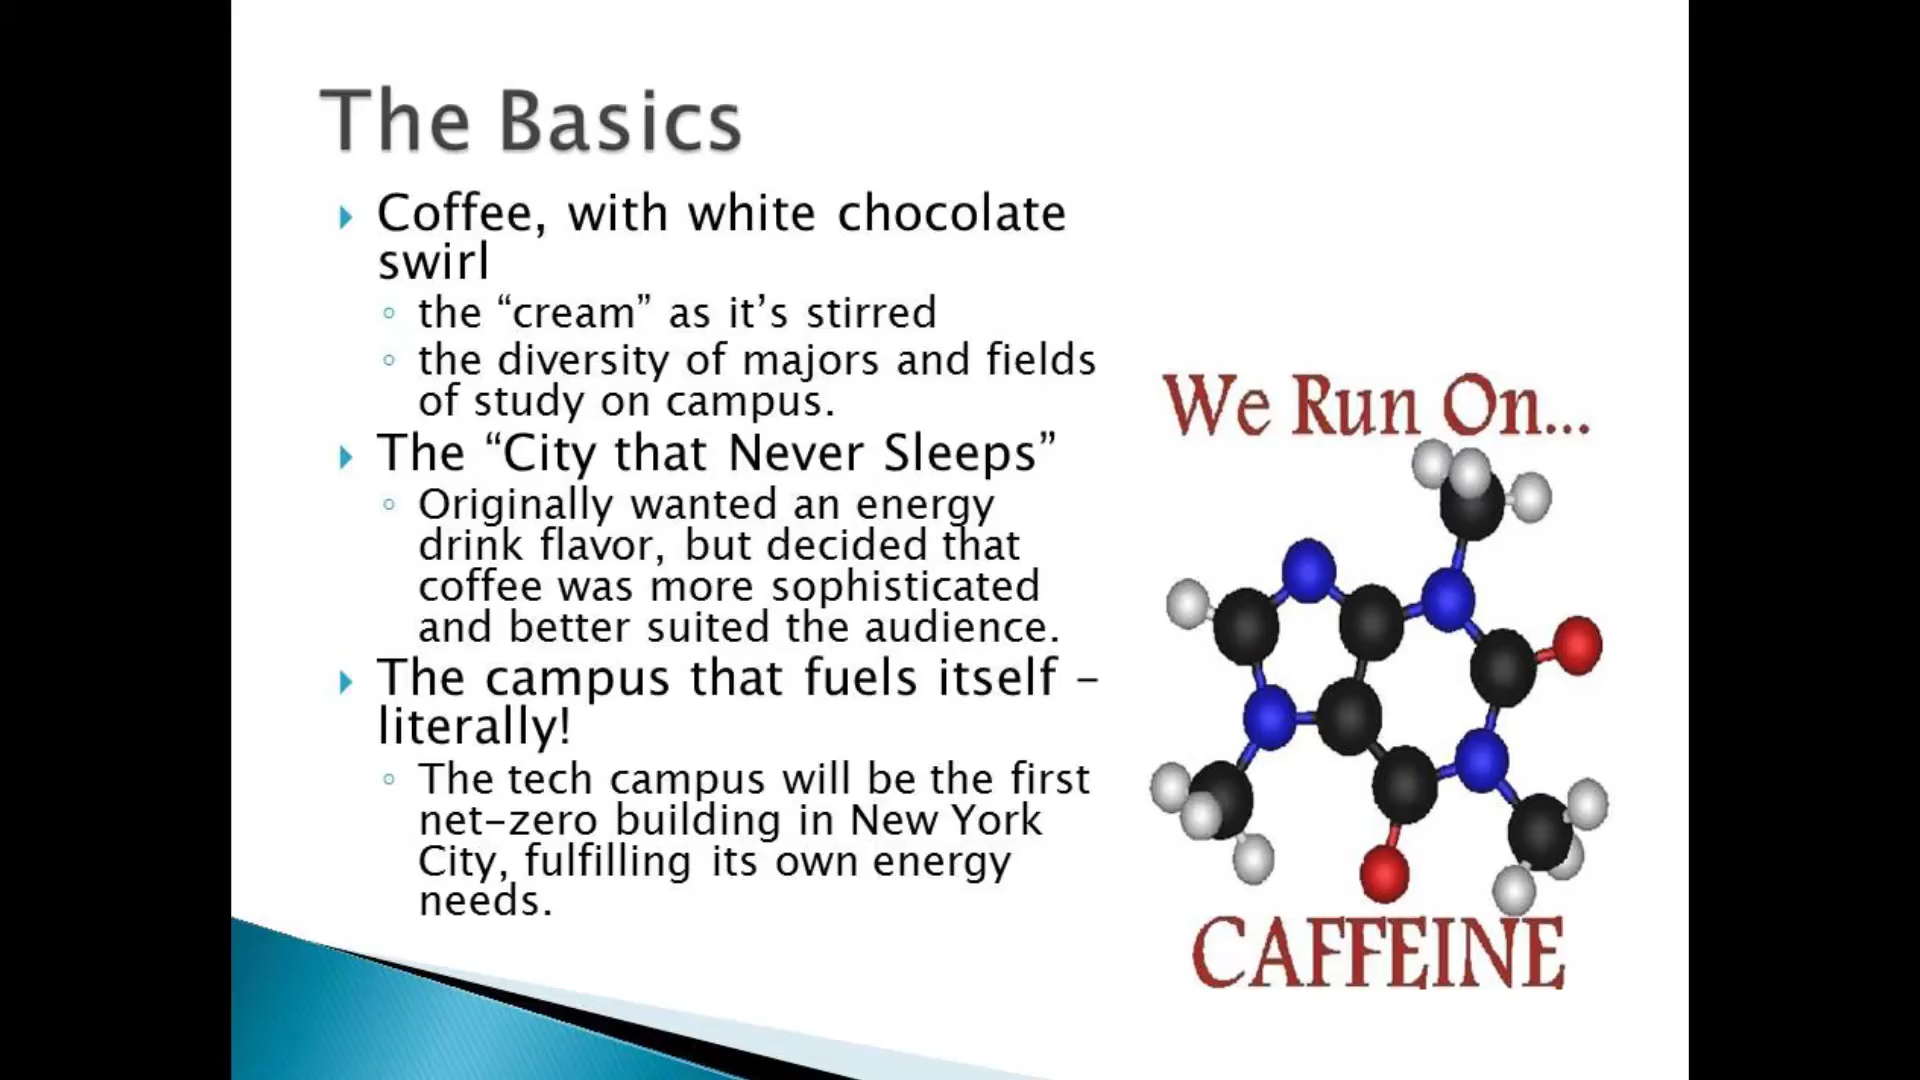 The Basics
Coffee, with white chocolate
swirl
the “cream” as it’s stirred
the diversity of majors and fields
of study on campus.
The “City that Never Sleeps”
Originally wanted an energy
drink flavor, but decided that
coffee was more sophisticated
and better suited the audience.
The campus that fuels itself –
literally!
The tech campus will be the first
net-zero building in New York
City, fulfilling its own energy
needs.
We Run On...
CAFFEINE